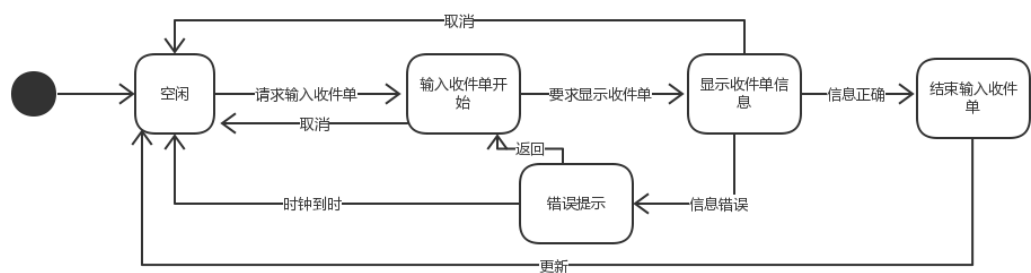 取消
空闲
请求输入收件单
输入收件单开
始
要求显示收件单
显示收件单信
息
信息正确
结束输入收件
单
取消
返回
错误提示
时钟到时
信息错误
更新